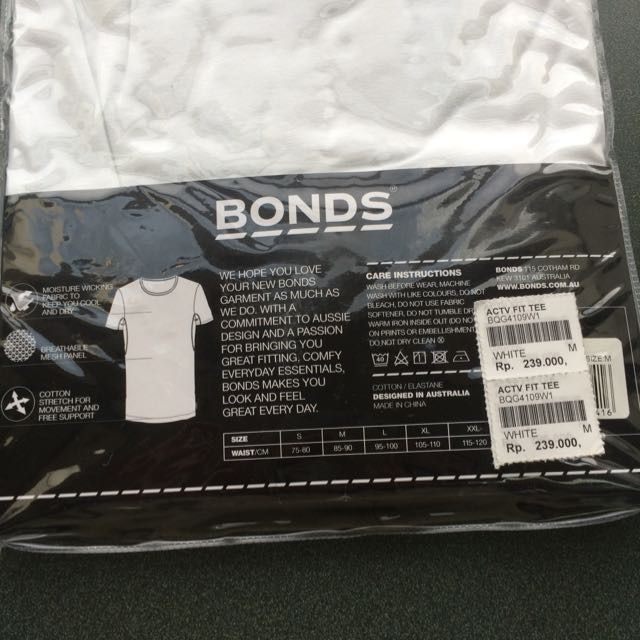 BONDS
MOISTURE WICKING
FABRIC TO
KEEP YOU COOL
AND DRY
BREATHABLE
MESH PANEL
COTTON
STRETCH FOR
MOVEMENT AND
FREE SUPPORT
WE HOPE YOU LOVE
YOUR NEW BONDS
GARMENT AS MUCH AS
WE DO. WITH A
COMMITMENT TO AUSSIE
DESIGN AND A PASSION
FOR BRINGING YOU
GREAT FITTING, COMFY
EVERYDAY ESSENTIALS,
BONDS MAKES YOU
LOOK AND FEEL
GREAT EVERY DAY.
CARE INSTRUCTIONS
WASH BEFORE WEAR. MACHINE
WASH WITH LIKE COLOURS. DO NOT
BLEACH. DO NOT USE FABRIC
SOFTENER. DO NOT TUMBLE DRY.
WARM IRON INSIDE OUT (DO NOT
ON PRINTS OR EMBELLISHMENT
DO NOT DRY CLEAN
COTTON / ELASTANE
DESIGNED IN AUSTRALIA
MADE IN CHINA
BONDS 115 COTHAM RD
KEW 3101 AUSTRALIA
WWW.BONDS.COM.AU
ACTV FIT TEE
BQG4109W1
WHITE M
Rp. 239.000,
ACTV FIT TEE
BQG4109W1
WHITE M
Rp. 239.000,
SIZE:M
SIZE S M L XL XXL
WAIST/CM 75-80 85-90 95-100 105-110 115-120